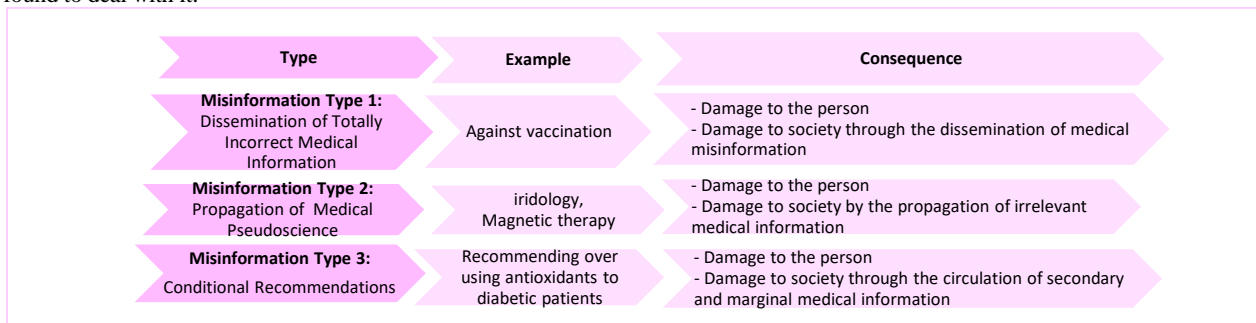 found to deal with it.
Type
Example
Consequence
Misinformation Type 1:
Dissemination of Totally
Incorrect Medical
Information
Against vaccination
- Damage to the person
- Damage to society through the dissemination of medical
misinformation
Misinformation Type 2:
Propagation of Medical
Pseudoscience
iridology,
Magnetic therapy
- Damage to the person
- Damage to society by the propagation of irrelevant
medical information
Misinformation Type 3:
Conditional Recommendations
Recommending over
using antioxidants to
diabetic patients
- Damage to the person
- Damage to society through the circulation of secondary
and marginal medical information